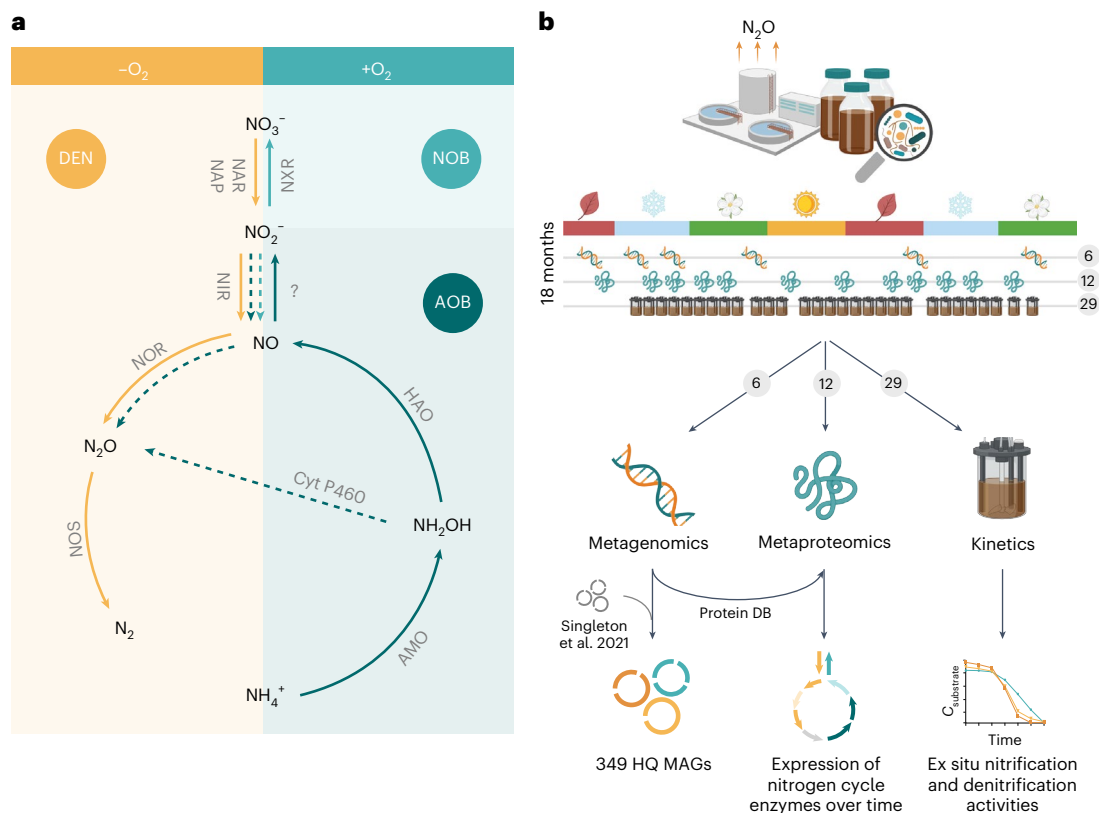 a
−O₂
+O₂
NO₃⁻
DEN
NOB
NAP
NAR
NXR
NO₂⁻
NIR
?
AOB
NO
NOR
HAO
N₂O
Cyt P460
NH₂OH
NOS
N₂
AMO
NH₄⁺
b
N₂O
18 months
6
12
29
6
12
29
Metagenomics
Metaproteomics
Kinetics
Protein DB
Singleton
et al. 2021
C substrate
Time
349 HQ MAGs
Expression of
nitrogen cycle
enzymes over time
Ex situ nitrification
and denitrification
activities